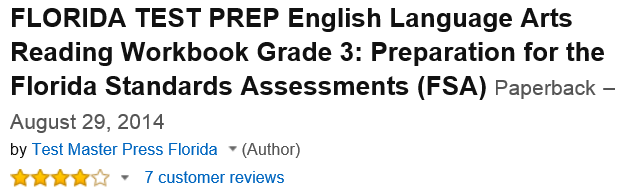 FLORIDA TEST PREP English Language Arts
Reading Workbook Grade 3: Preparation for the
Florida Standards Assessments (FSA) Paperback –
August 29, 2014
by Test Master Press Florida (Author)
7 customer reviews